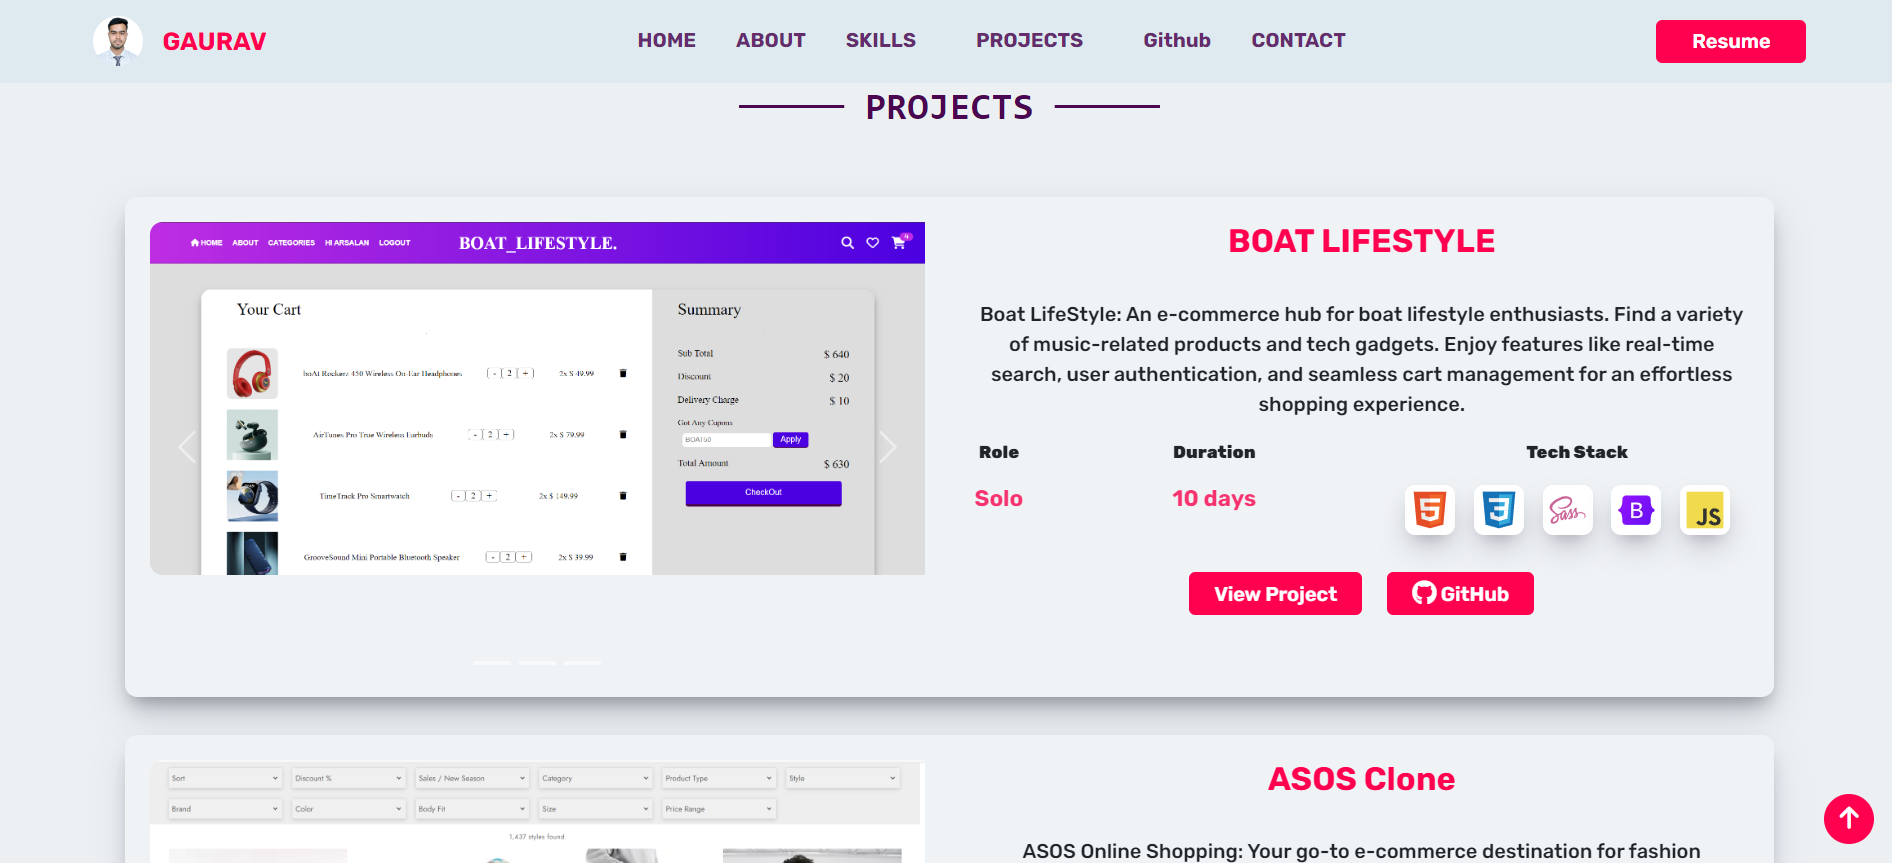 GAURAV
HOME ABOUT SKILLS PROJECTS Github CONTACT
Resume
PROJECTS
HOME ABOUT CATEGORIES HI ARSALAN LOGOUT BOAT_LIFESTYLE. 4
Your Cart
boAt Rockerz 450 Wireless On-Ear Headphones - 2 + 2x $ 49.99
AirTunes Pro True Wireless Earbuds - 2 + 2x $ 79.99
TimeTrack Pro Smartwatch - 2 + 2x $ 149.99
GrooveSound Mini Portable Bluetooth Speaker - 2 + 2x $ 39.99
Summary
Sub Total $ 640
Discount $ 20
Delivery Charge $ 10
Got Any Cupons
BOAT50 Apply
Total Amount $ 630
CheckOut
BOAT LIFESTYLE
Boat LifeStyle: An e-commerce hub for boat lifestyle enthusiasts. Find a variety
of music-related products and tech gadgets. Enjoy features like real-time
search, user authentication, and seamless cart management for an effortless
shopping experience.
Role Duration Tech Stack
Solo 10 days
5 3 Sass B JS
View Project GitHub
Sort Discount % Sales / New Season Category Product Type Style
Brand Color Body Fit Size Price Range
1,437 styles found
ASOS Clone
ASOS Online Shopping: Your go-to e-commerce destination for fashion